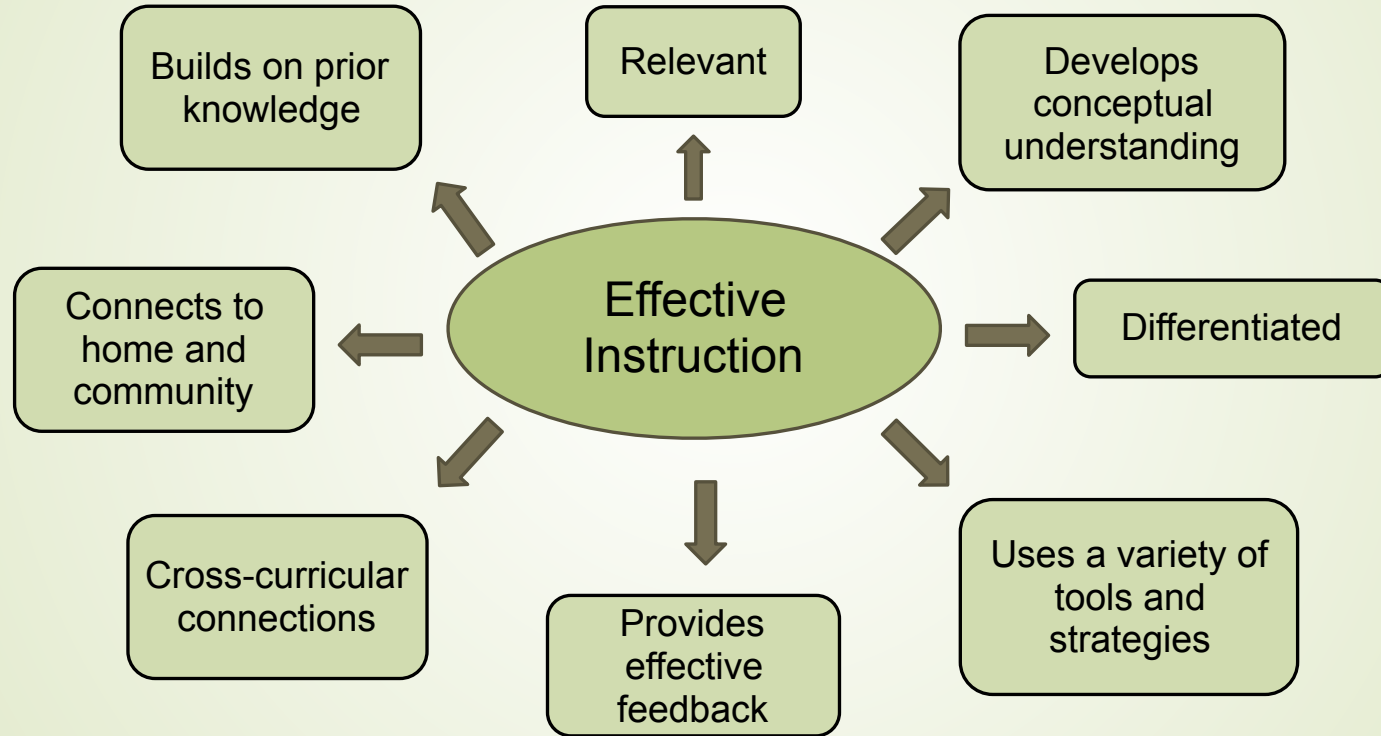 Builds on prior
knowledge
Relevant
Develops
conceptual
understanding
Connects to
home and
community
Effective
Instruction
Differentiated
Cross-curricular
connections
Provides
effective
feedback
Uses a variety of
tools and
strategies